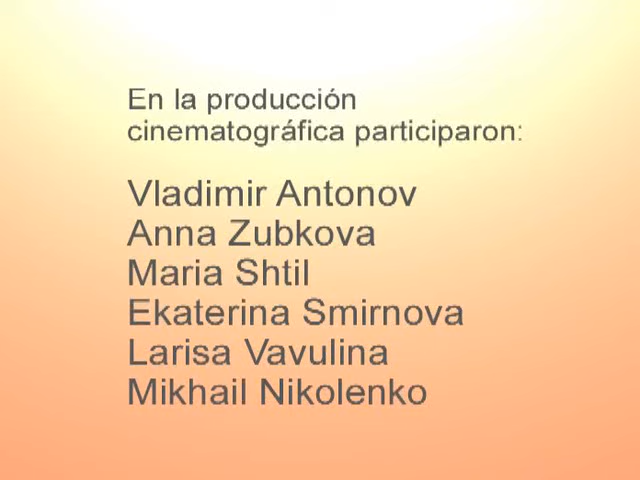 En la producción
cinematográfica participaron:
Vladimir Antonov
Anna Zubkova
Maria Shtil
Ekaterina Smirnova
Larisa Vavulina
Mikhail Nikolenko